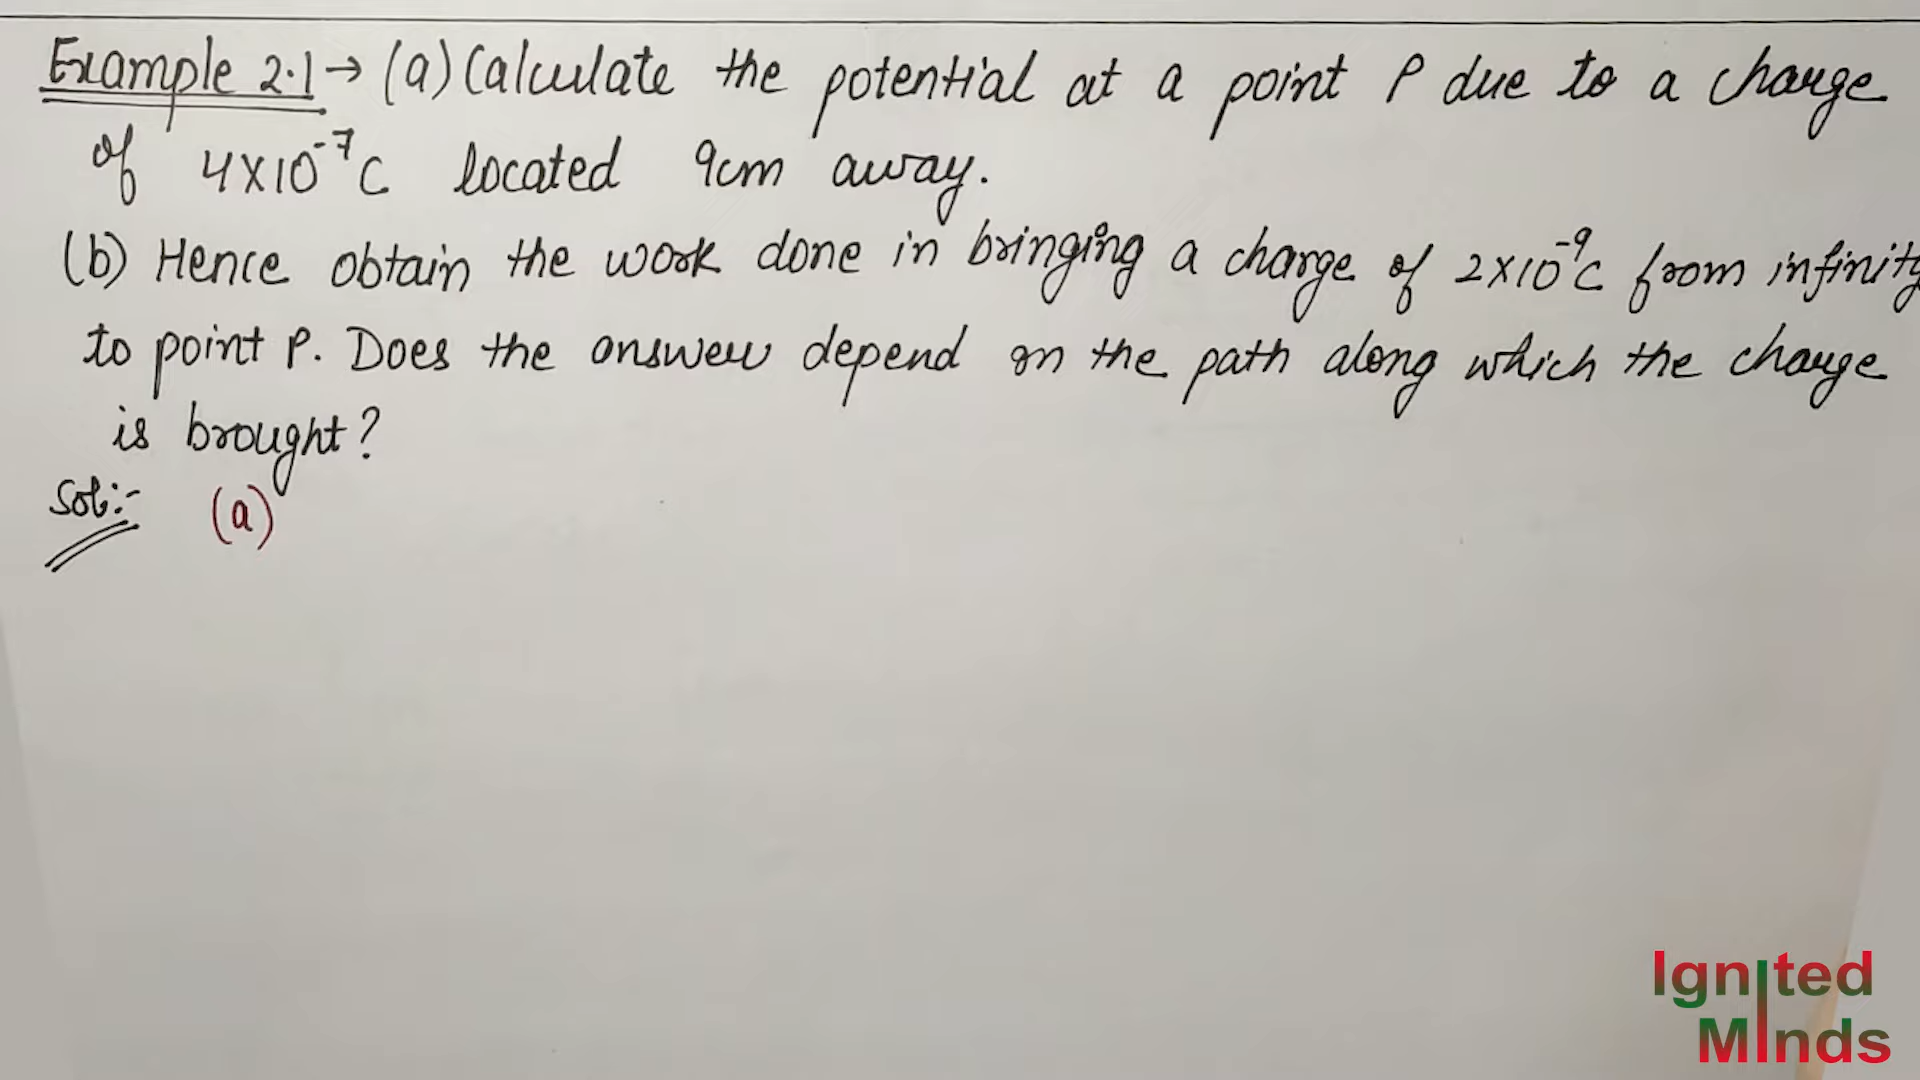 Example 2.1→ (a) Calculate the potential at a point P due to a charge
of 4×10⁻⁷C located 9cm away.
(b) Hence obtain the work done in bringing a charge of 2×10⁻⁹C from infinity
to point P. Does the answer depend on the path along which the charge
is brought?
Sol:- (a)
Ignited
Minds